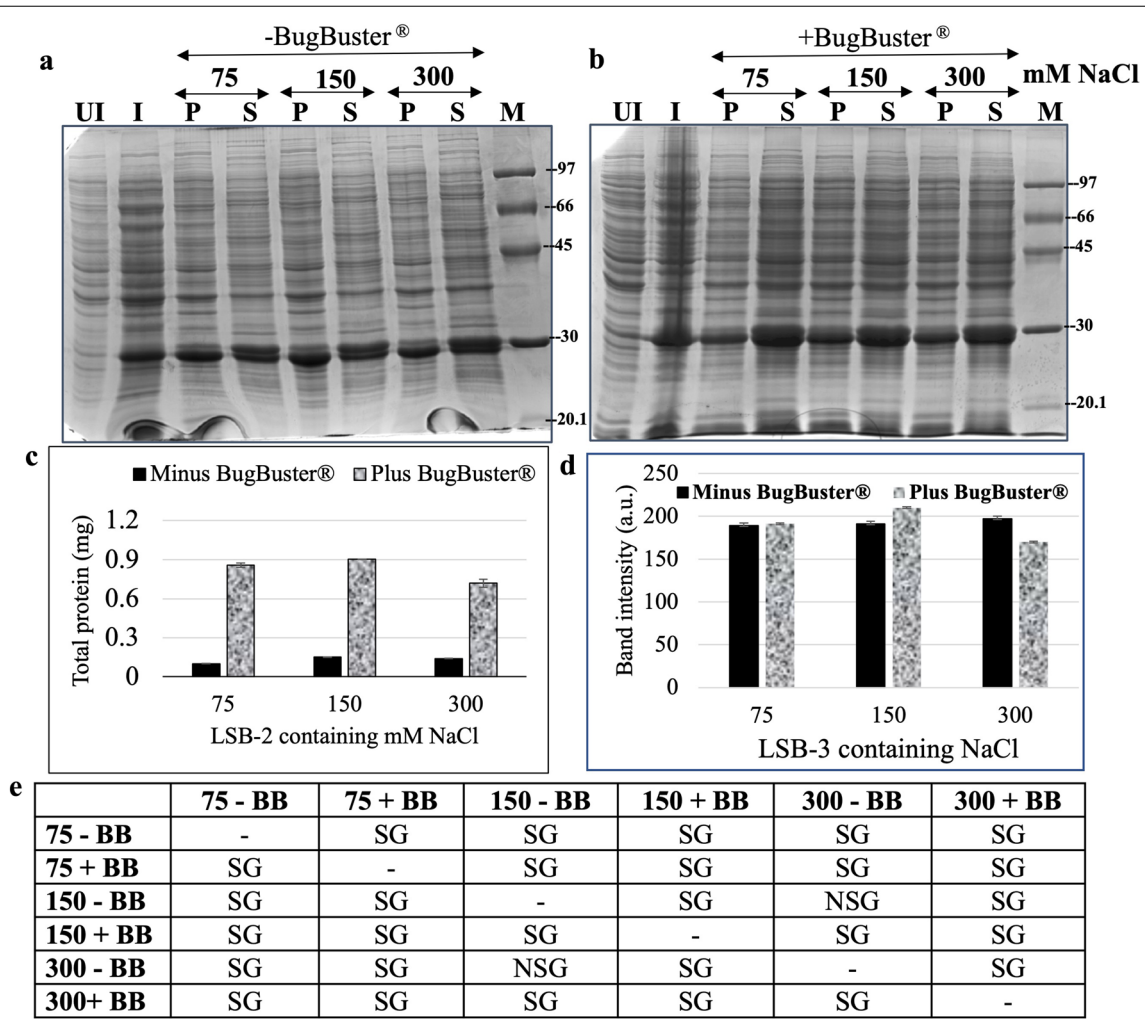 a
-BugBuster ®
75 150 300
UI I P S P S P S M
-97
-66
-45
-30
-20.1
b
+BugBuster ®
75 150 300 mM NaCl
UI I P S P S P S M
-97
-66
-45
-30
-20.1
c
Minus BugBuster® Plus BugBuster®
Total protein (mg)
1.2
0.9
0.6
0.3
0
75 150 300
LSB-2 containing mM NaCl
d
Minus BugBuster® Plus BugBuster®
Band intensity (a.u.)
250
200
150
100
50
0
75 150 300
LSB-3 containing NaCl
e
75 - BB 75 + BB 150 - BB 150 + BB 300 - BB 300 + BB
75 - BB - SG SG SG SG SG
75 + BB SG - SG SG SG SG
150 - BB SG SG - SG NSG SG
150 + BB SG SG SG - SG SG
300 - BB SG SG NSG SG - SG
300+ BB SG SG SG SG SG -